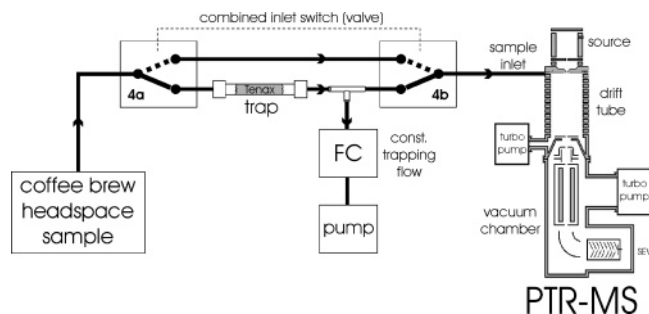 combined inlet switch (valve)
4a
Tenax
trap
4b
sample
inlet
source
drift
tube
turbo
pump
FC
const.
trapping
flow
coffee brew
headspace
sample
pump
vacuum
chamber
turbo
pump
SEV
PTR-MS